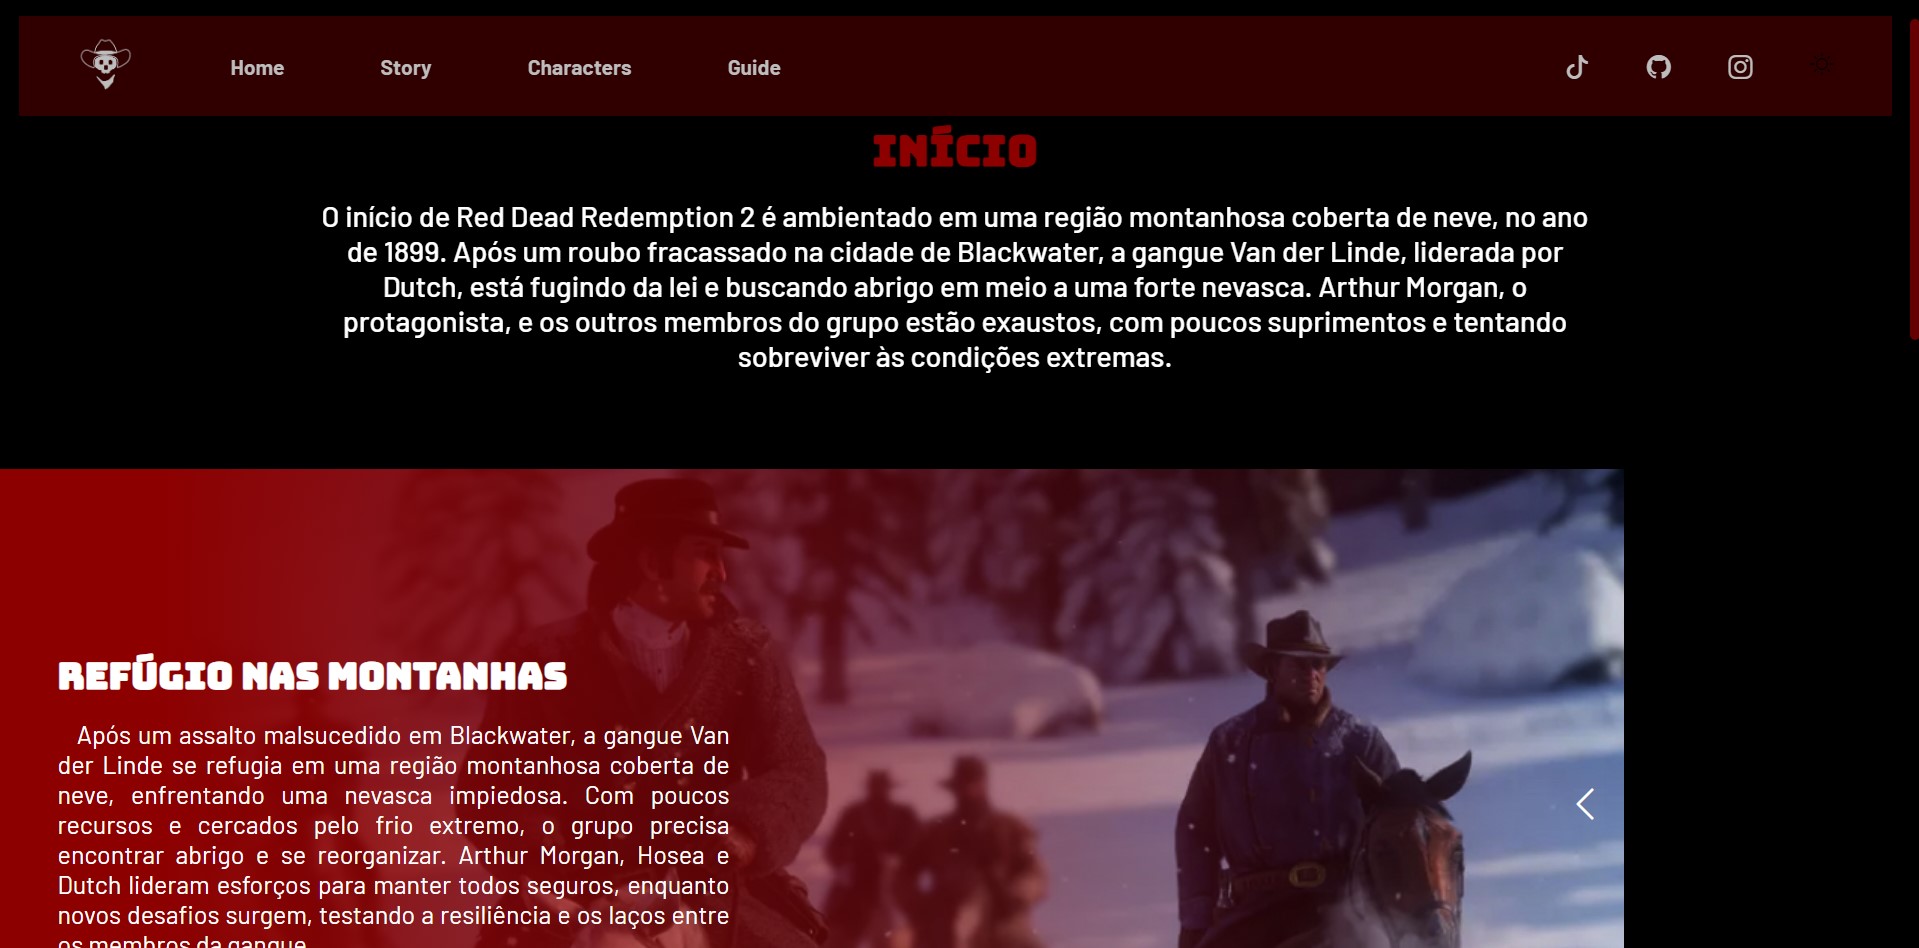 Home Story Characters Guide
INÍCIO
O início de Red Dead Redemption 2 é ambientado em uma região montanhosa coberta de neve, no ano
de 1899. Após um roubo fracassado na cidade de Blackwater, a gangue Van der Linde, liderada por
Dutch, está fugindo da lei e buscando abrigo em meio a uma forte nevasca. Arthur Morgan, o
protagonista, e os outros membros do grupo estão exaustos, com poucos suprimentos e tentando
sobreviver às condições extremas.
REFÚGIO NAS MONTANHAS
Após um assalto malsucedido em Blackwater, a gangue Van
der Linde se refugia em uma região montanhosa coberta de
neve, enfrentando uma nevasca impiedosa. Com poucos
recursos e cercados pelo frio extremo, o grupo precisa
encontrar abrigo e se reorganizar. Arthur Morgan, Hosea e
Dutch lideram esforços para manter todos seguros, enquanto
novos desafios surgem, testando a resiliência e os laços entre
os membros da gangue.